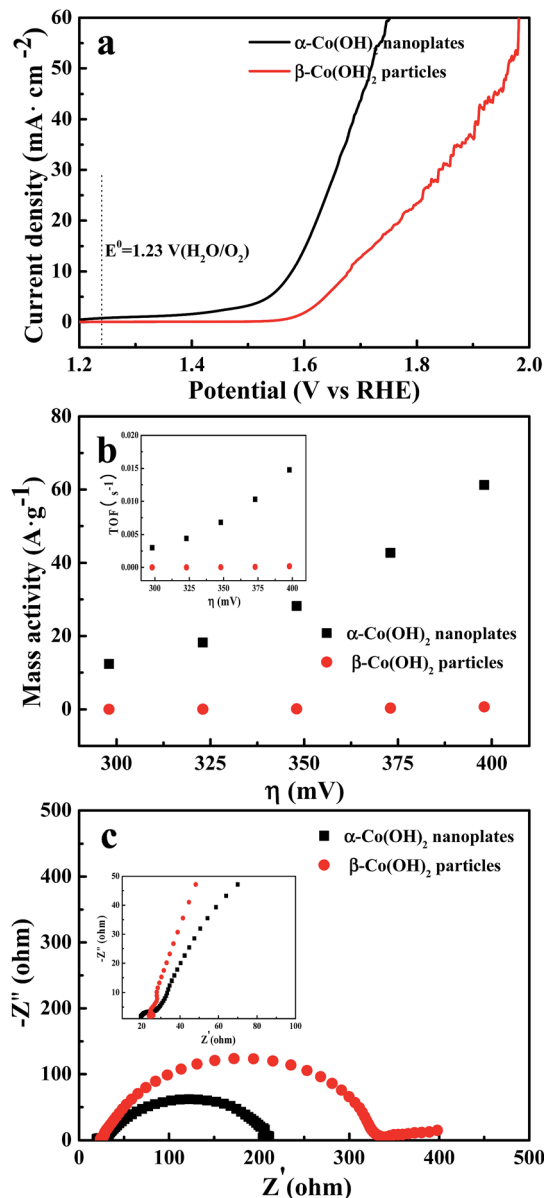 a
α-Co(OH)₂ nanoplates
β-Co(OH)₂ particles
E⁰=1.23 V(H₂O/O₂)
Current density (mA· cm⁻²)
60
50
40
30
20
10
0
1.2 1.4 1.6 1.8 2.0
Potential (V vs RHE)
b
Mass activity (A·g⁻¹)
80
60
40
20
0
TOF( s⁻¹)
0.020
0.015
0.010
0.005
0.000
300 325 350 375 400
η (mV)
α-Co(OH)₂ nanoplates
β-Co(OH)₂ particles
300 325 350 375 400
η (mV)
c
α-Co(OH)₂ nanoplates
β-Co(OH)₂ particles
-Z″ (ohm)
500
400
300
200
100
0
-Z″ (ohm)
50
40
30
20
10
20 40 60 80 100
Z′(ohm)
0 100 200 300 400 500
Z′(ohm)